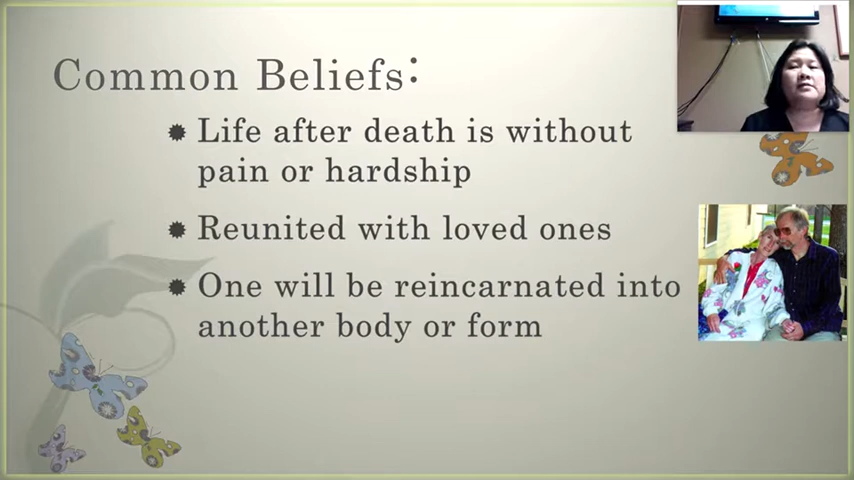 Common Beliefs:
Life after death is without
pain or hardship
Reunited with loved ones
One will be reincarnated into
another body or form